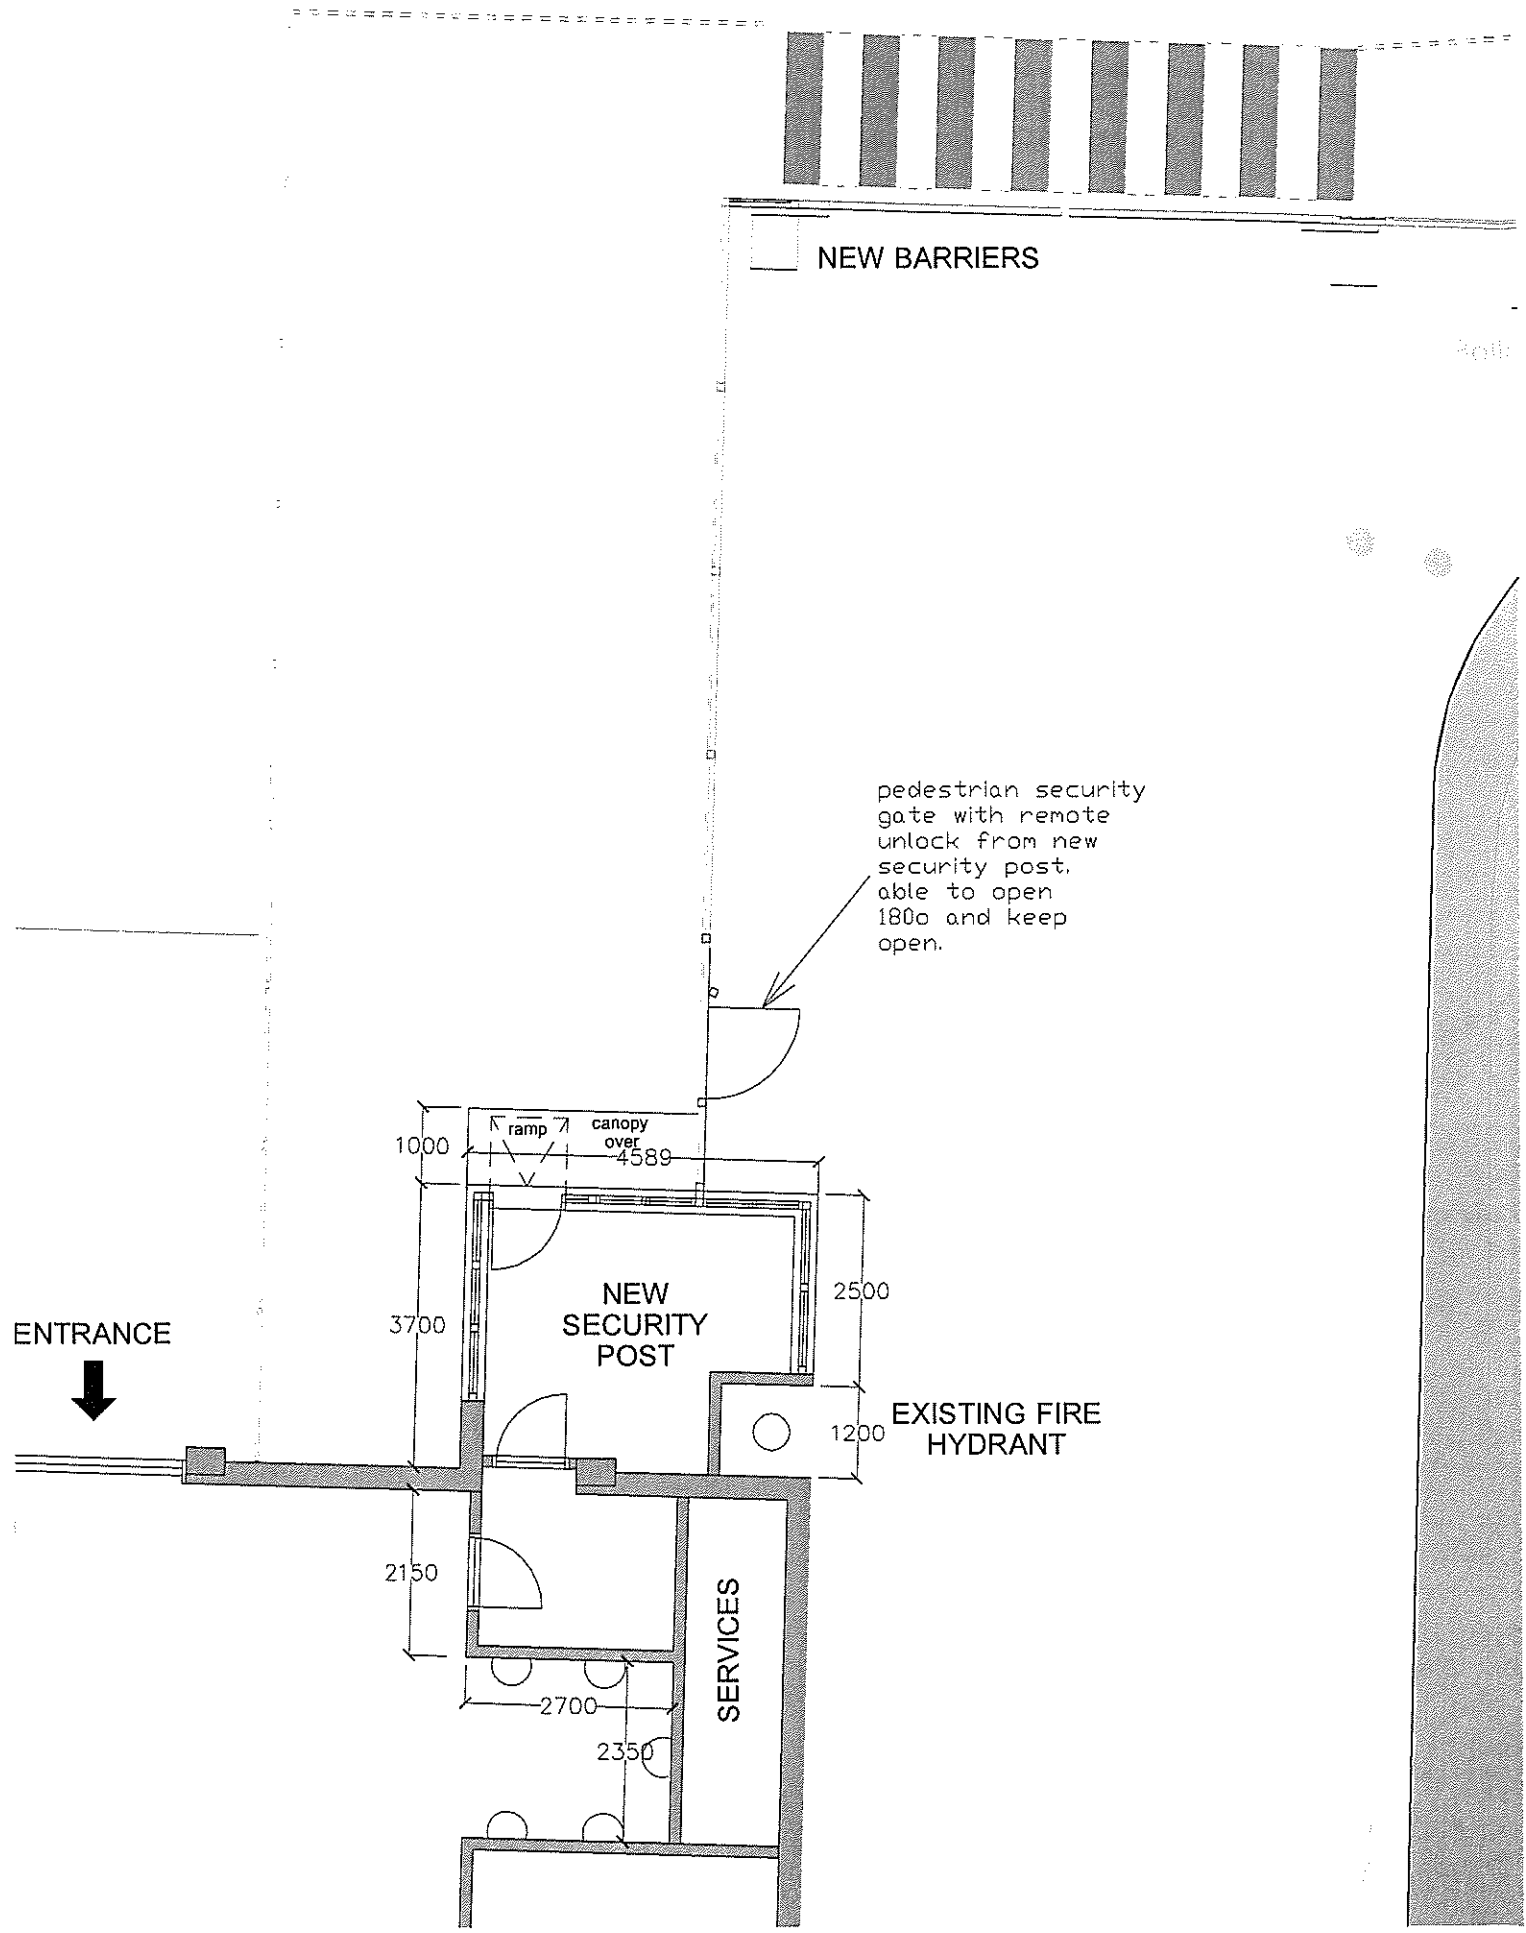 NEW BARRIERS
pedestrian security
gate with remote
unlock from new
security post,
able to open
180o and keep
open.
ramp
canopy
over
1000
4589
NEW
SECURITY
POST
2500
3700
ENTRANCE
EXISTING FIRE
HYDRANT
1200
2150
SERVICES
2700
2350